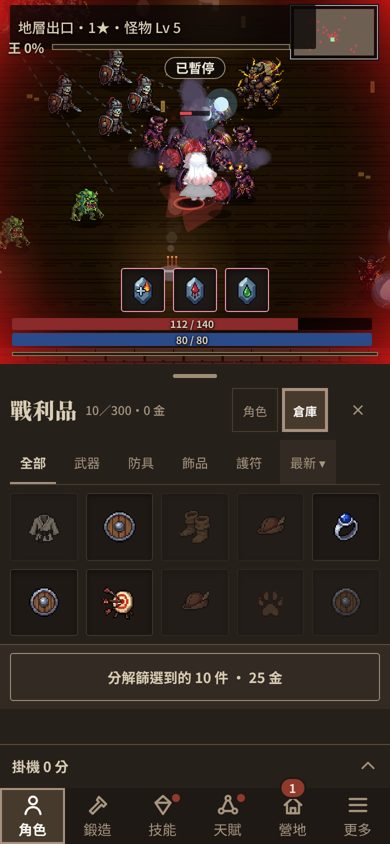 地層出口・1★・怪物 Lv 5
王 0%
已暫停
112 / 140
80 / 80
戰利品 10／300・0 金 角色 倉庫 ×
全部 武器 防具 飾品 護符 最新 ▾
分解篩選到的 10 件 ・ 25 金
掛機 0 分
1
角色 鍛造 技能 天賦 營地 更多